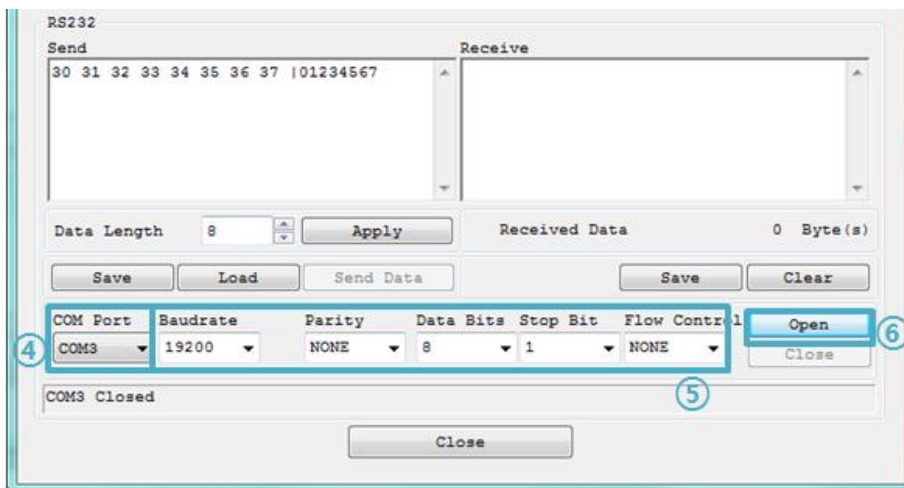 RS232
Send Receive
30 31 32 33 34 35 36 37 |01234567
Data Length 8 Apply Received Data 0 Byte(s)
Save Load Send Data Save Clear
COM Port Baudrate Parity Data Bits Stop Bit Flow Control Open
④ COM3 19200 NONE 8 1 NONE Close ⑥
⑤
COM3 Closed
Close